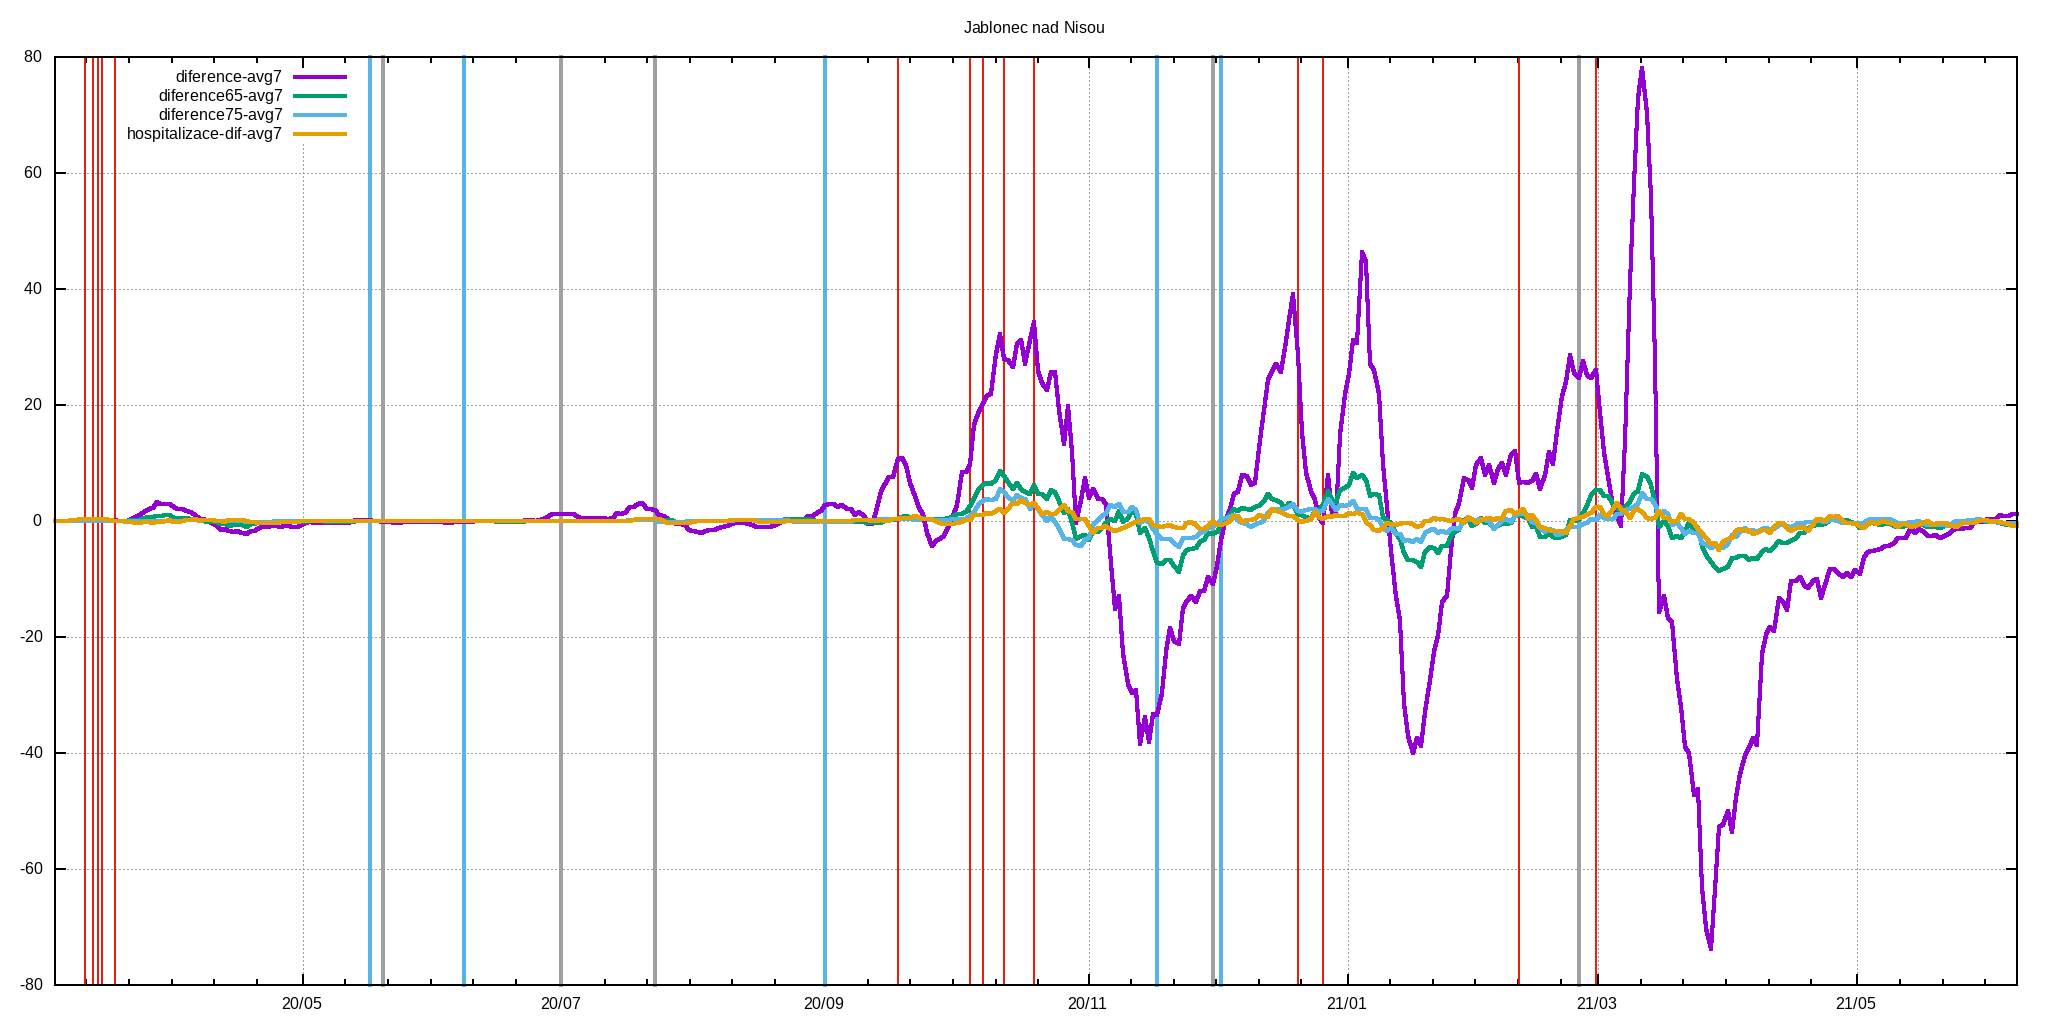 Jablonec nad Nisou
80
60
40
20
0
-20
-40
-60
-80
diference-avg7
diference65-avg7
diference75-avg7
hospitalizace-dif-avg7
20/05 20/07 20/09 20/11 21/01 21/03 21/05